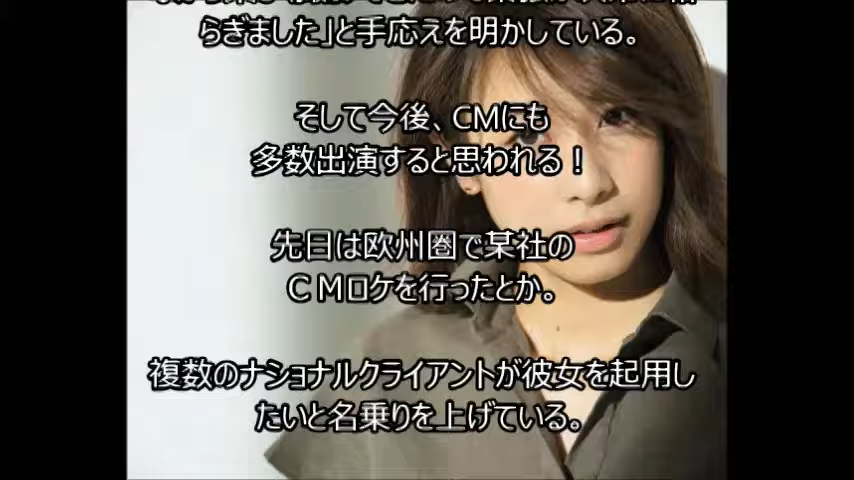 らぎました」と手応えを明かしている。
そして今後、CMにも
多数出演すると思われる！
先日は欧州圏で某社の
ＣＭロケを行ったとか。
複数のナショナルクライアントが彼女を起用し
たいと名乗りを上げている。